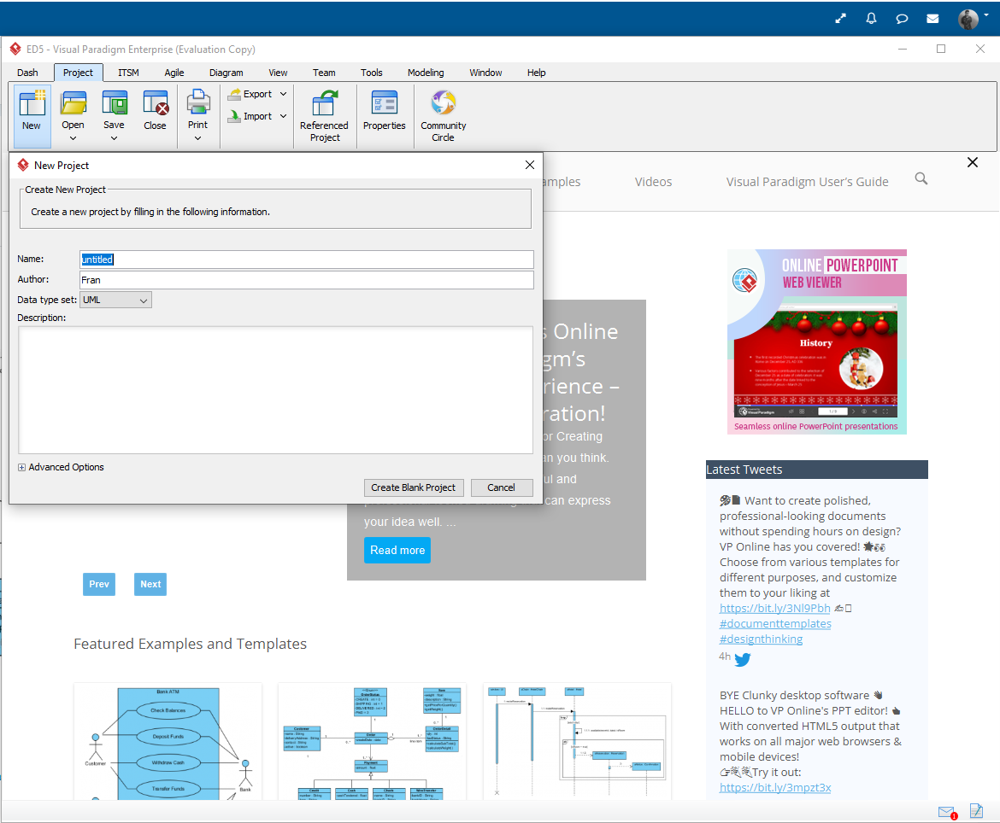 ED5 - Visual Paradigm Enterprise (Evaluation Copy)
Dash Project ITSM Agile Diagram View Team Tools Modeling Window Help
New Open Save Close Print Export Import Referenced Project Properties Community Circle
New Project
Create New Project
Create a new project by filling in the following information.
Name: untitled
Author: Fran
Data type set: UML
Description:
Advanced Options
Create Blank Project Cancel
Videos Visual Paradigm User's Guide
Online
rience –
or Creating
n you think.
and
can express
your idea well. ...
Read more
Prev Next
Featured Examples and Templates
Bank ATM
Check Balances
Deposit Funds
Withdraw Cash
Transfer Funds
Customer
Bank
ONLINE POWERPOINT
WEB VIEWER
History
Seamless online PowerPoint presentations
Latest Tweets
Want to create polished,
professional-looking documents
without spending hours on design?
VP Online has you covered!
Choose from various templates for
different purposes, and customize
them to your liking at
https://bit.ly/3Nl9Pbh
#documenttemplates
#designthinking
4h
BYE Clunky desktop software
HELLO to VP Online's PPT editor!
With converted HTML5 output that
works on all major web browsers &
mobile devices!
Try it out:
https://bit.ly/3mpzt3x
1